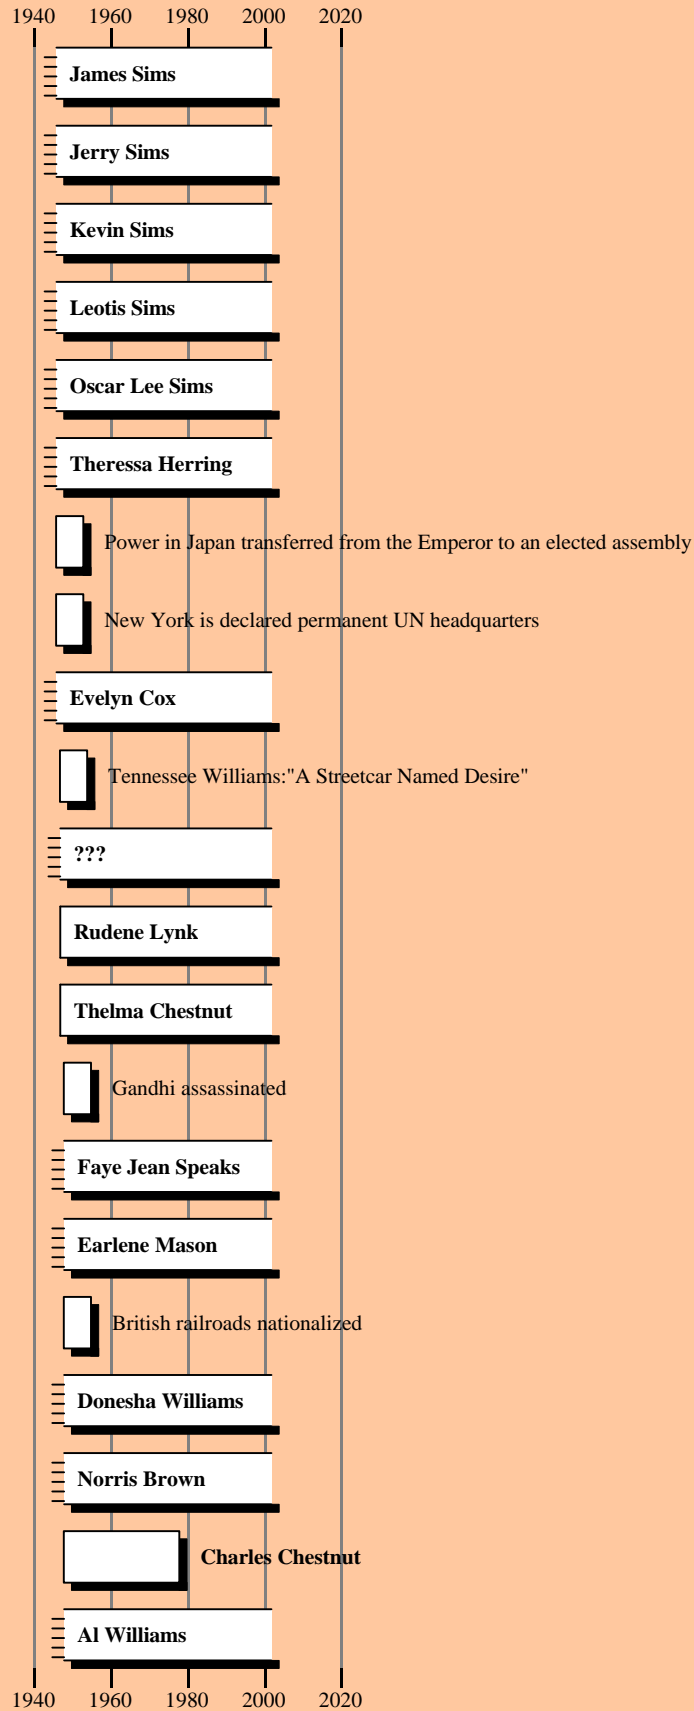 1940 1960 1980 2000 2020
James Sims
Jerry Sims
Kevin Sims
Leotis Sims
Oscar Lee Sims
Theressa Herring
Power in Japan transferred from the Emperor to an elected assembly
New York is declared permanent UN headquarters
Evelyn Cox
Tennessee Williams:"A Streetcar Named Desire"
???
Rudene Lynk
Thelma Chestnut
Gandhi assassinated
Faye Jean Speaks
Earlene Mason
British railroads nationalized
Donesha Williams
Norris Brown
Charles Chestnut
Al Williams
1940 1960 1980 2000 2020